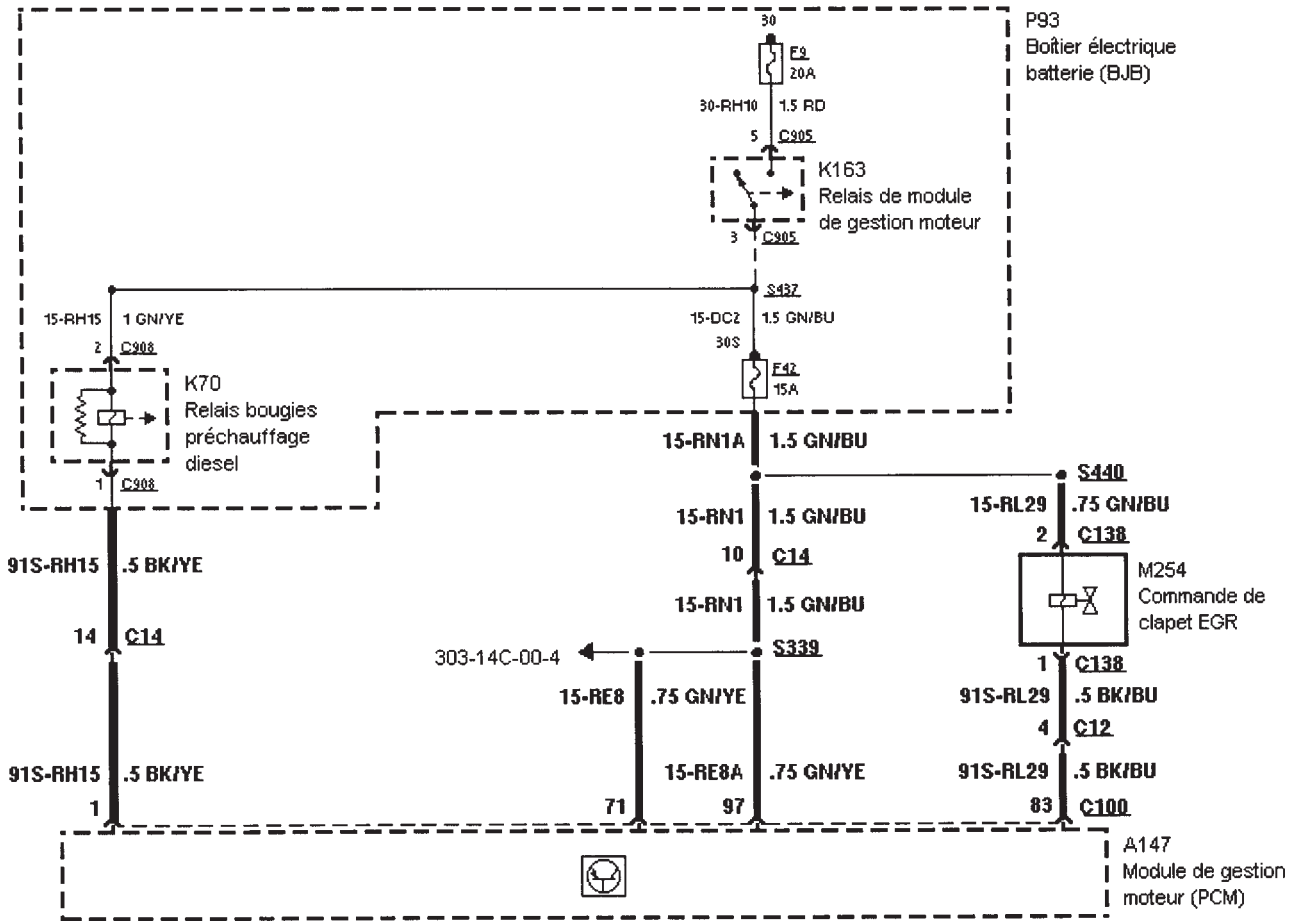 30
P93
Boîtier électrique
batterie (BJB)
F9
20A
30-RH10 1.5 RD
5 C905
K163
Relais de module
de gestion moteur
3 C905
S437
15-RH15 1 GN/YE
15-DC2 1.5 GN/BU
30S
2 C908
F42
15A
K70
Relais bougies
préchauffage
diesel
1 C908
15-RN1A 1.5 GN/BU
S440
15-RL29 .75 GN/BU
15-RN1 1.5 GN/BU
2 C138
10 C14
91S-RH15 .5 BK/YE
M254
Commande de
clapet EGR
15-RN1 1.5 GN/BU
14 C14
303-14C-00-4
S339
1 C138
15-RE8 .75 GN/YE
91S-RL29 .5 BK/BU
4 C12
91S-RH15 .5 BK/YE
15-RE8A .75 GN/YE
91S-RL29 .5 BK/BU
1
71
97
83 C100
A147
Module de gestion
moteur (PCM)